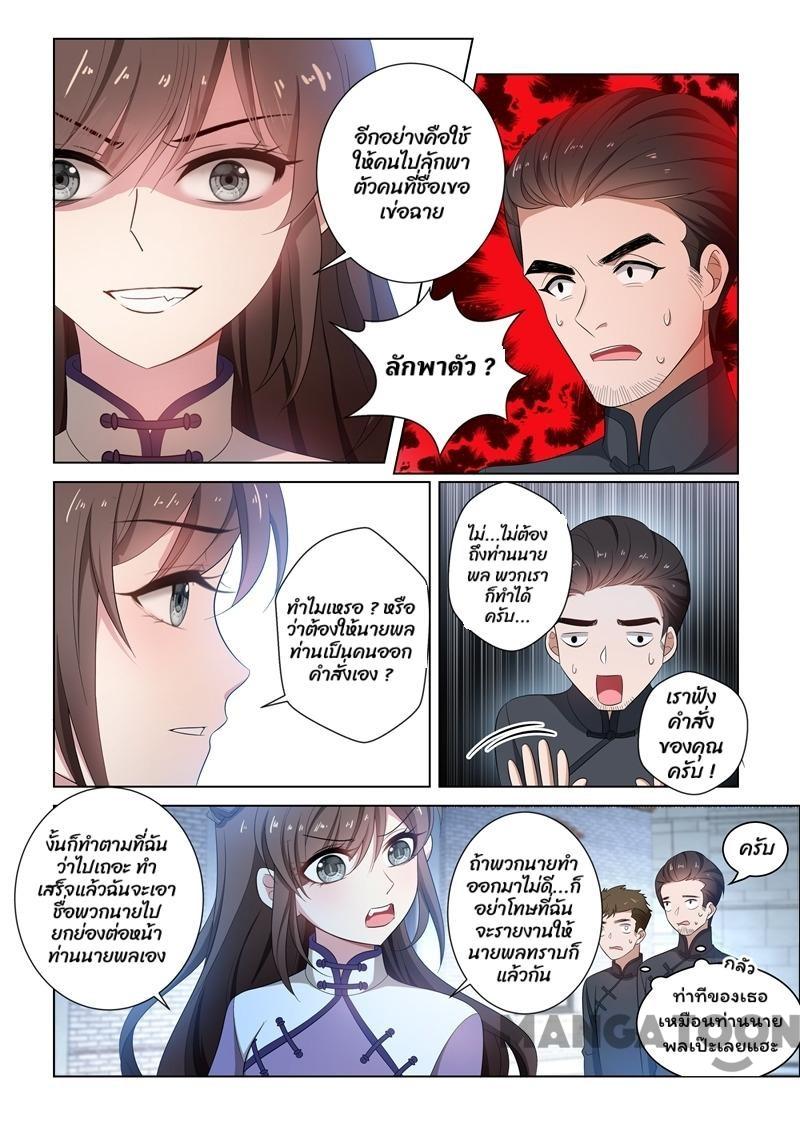 อีกอย่างคือใช้
ให้คนไปลักพา
ตัวคนที่ชื่อเขอ
เข่อฉาย
ลักพาตัว ?
ทำไมเหรอ ? หรือ
ว่าต้องให้นายพล
ท่านเป็นคนออก
คำสั่งเอง ?
ไม่...ไม่ต้อง
ถึงท่านนาย
พล พวกเรา
ก็ทำได้
ครับ...
เราฟัง
คำสั่ง
ของคุณ
ครับ !
งั้นก็ทำตามที่ฉัน
ว่าไปเถอะ ทำ
เสร็จแล้วฉันจะเอา
ชื่อพวกนายไป
ยกย่องต่อหน้า
ท่านนายพลเอง
ถ้าพวกนายทำ
ออกมาไม่ดี...ก็
อย่าโทษที่ฉัน
จะรายงานให้
นายพลทราบก็
แล้วกัน
ครับ
กลัว
ท่าทีของเธอ
เหมือนท่านนาย
พลเป๊ะเลยแฮะ
MANGATOON